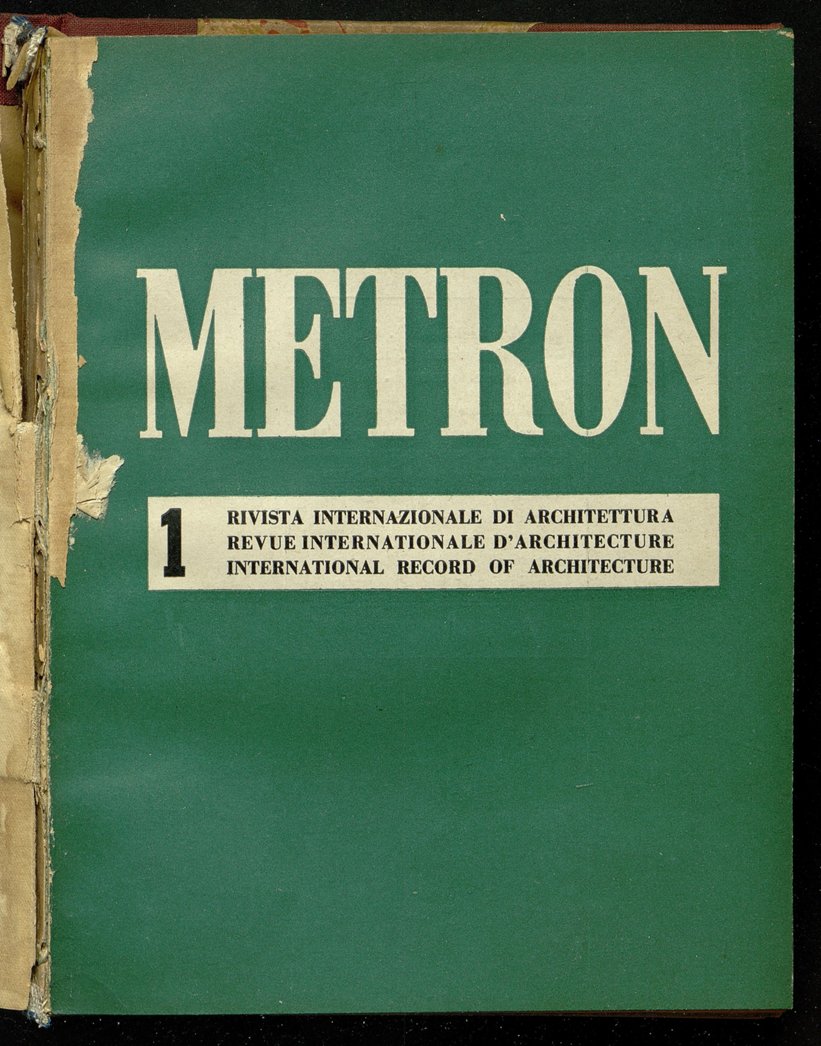 METRON
1
RIVISTA INTERNAZIONALE DI ARCHITETTURA
REVUE INTERNATIONALE D'ARCHITECTURE
INTERNATIONAL RECORD OF ARCHITECTURE